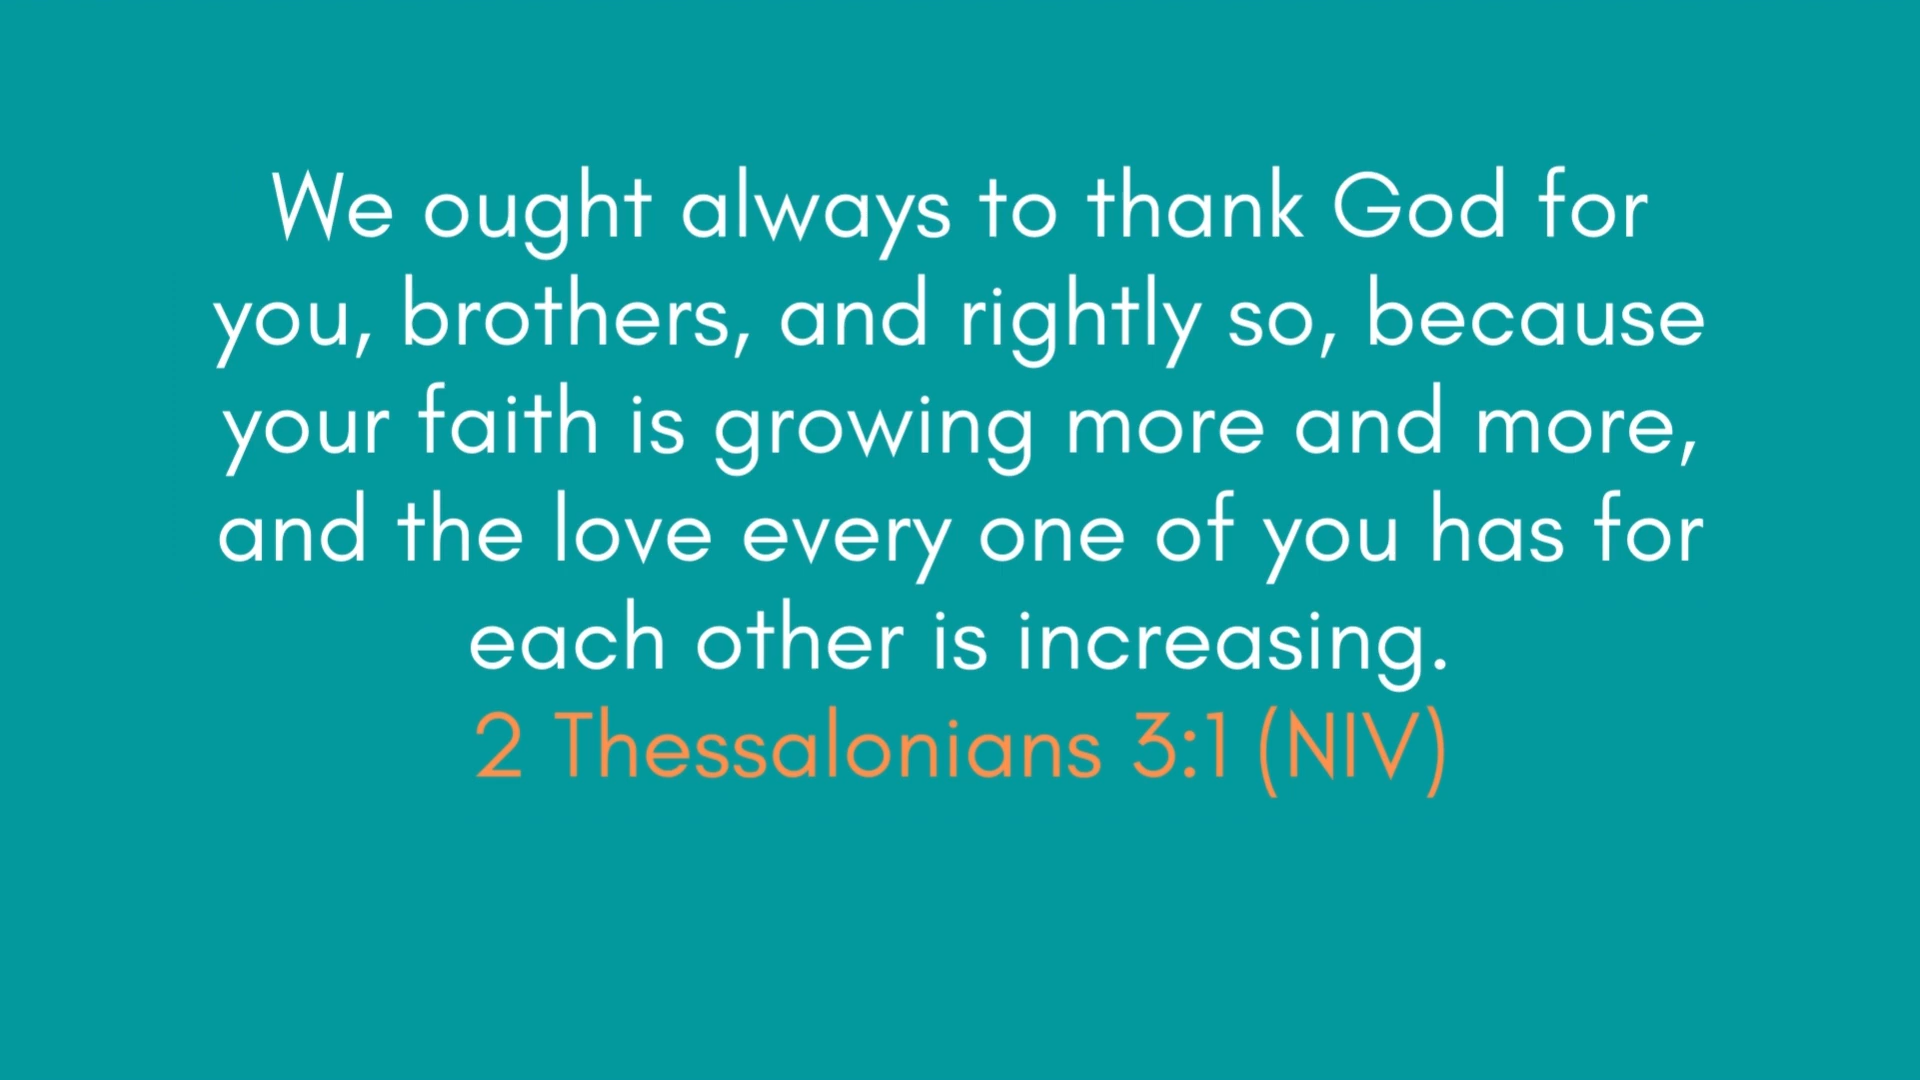 We ought always to thank God for
you, brothers, and rightly so, because
your faith is growing more and more,
and the love every one of you has for
each other is increasing.
2 Thessalonians 3:1 (NIV)